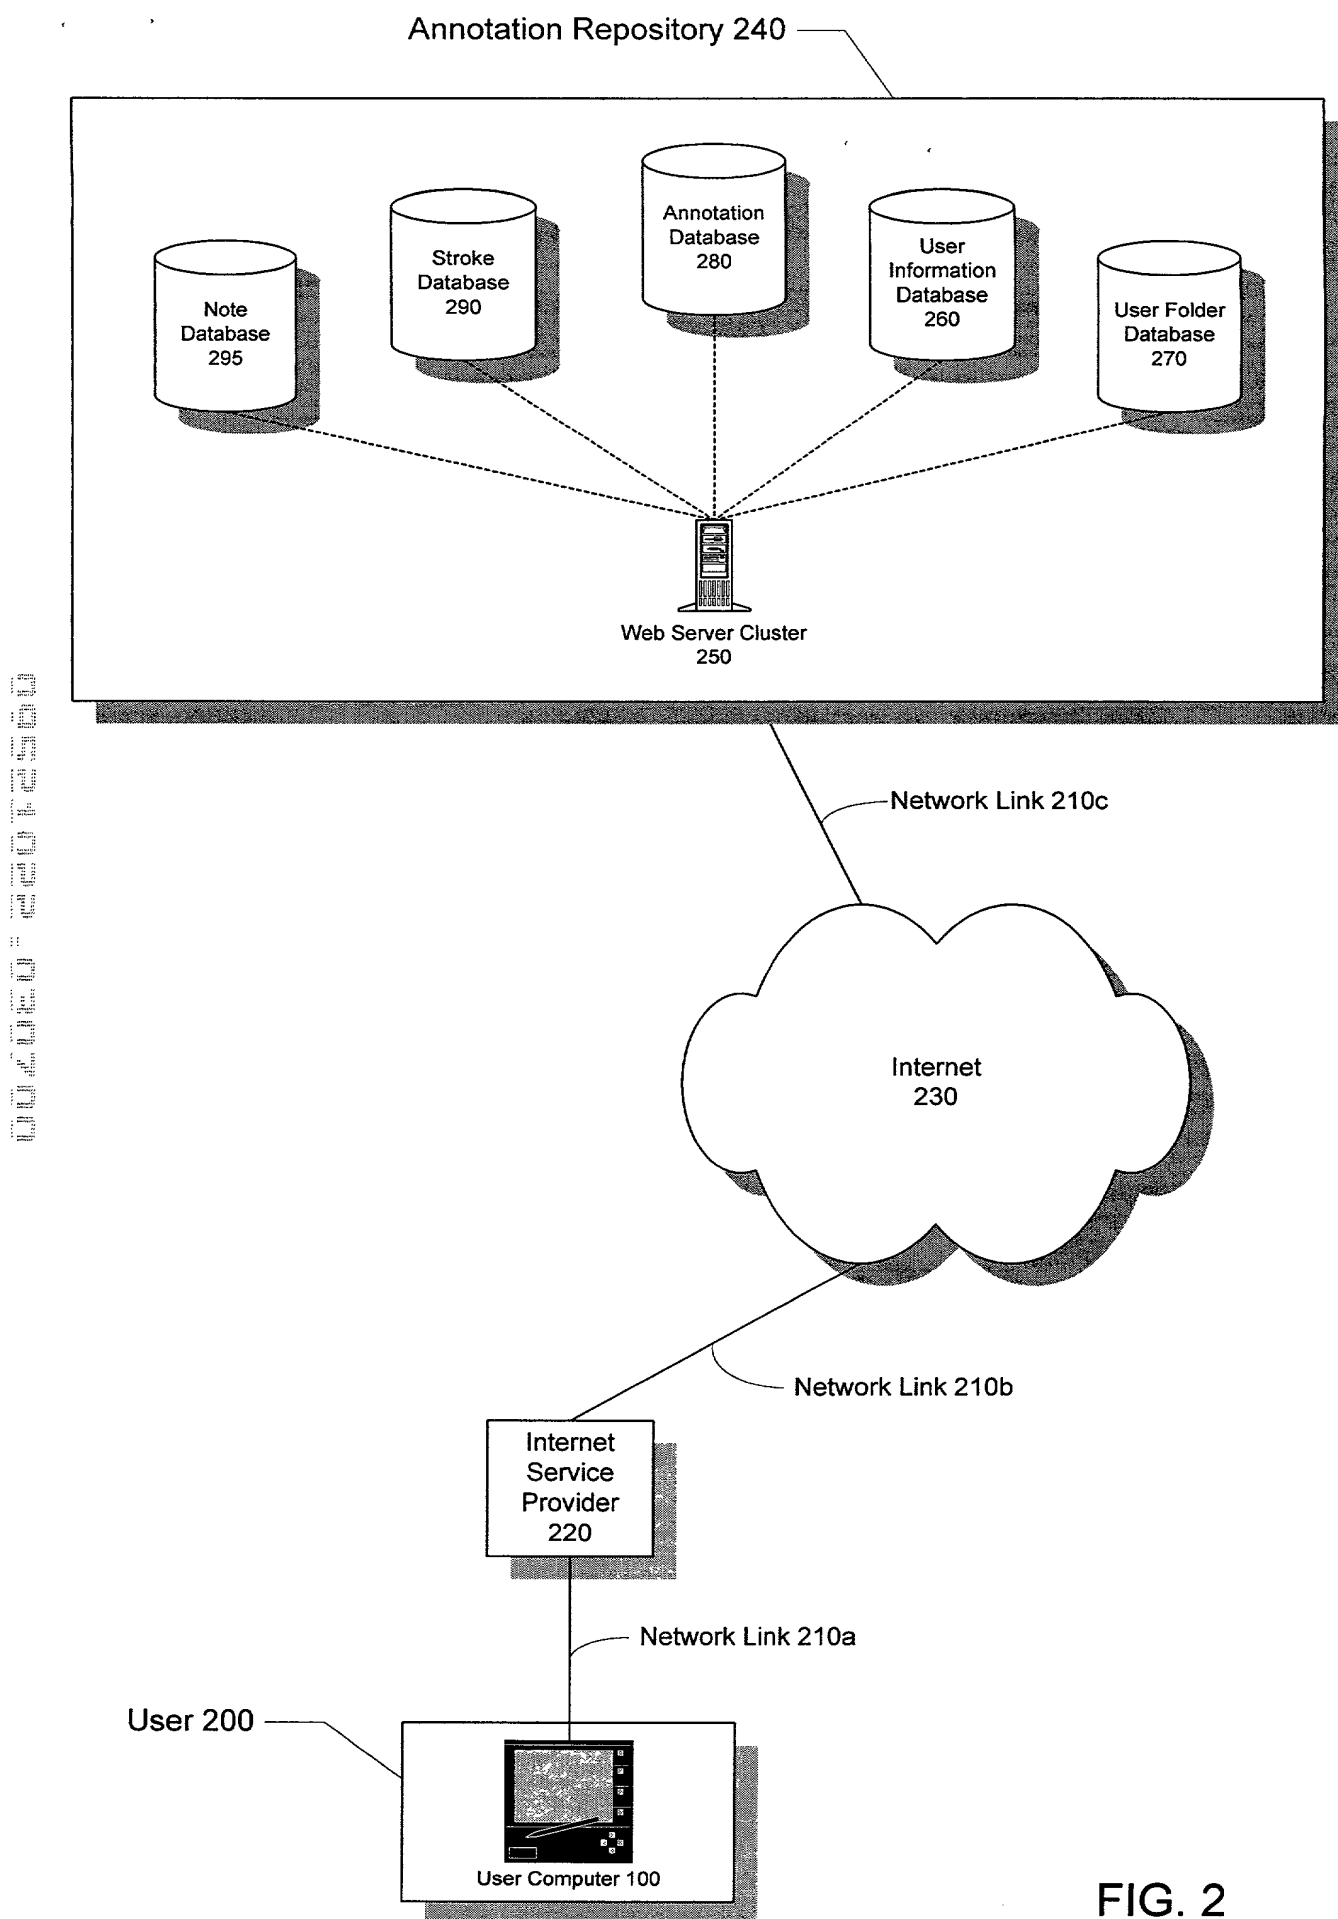 Annotation Repository 240
Annotation
Database
280
Stroke
Database
290
User
Information
Database
260
Note
Database
295
User Folder
Database
270
Web Server Cluster
250
Network Link 210c
Internet
230
Network Link 210b
Internet
Service
Provider
220
Network Link 210a
User 200
User Computer 100
FIG. 2